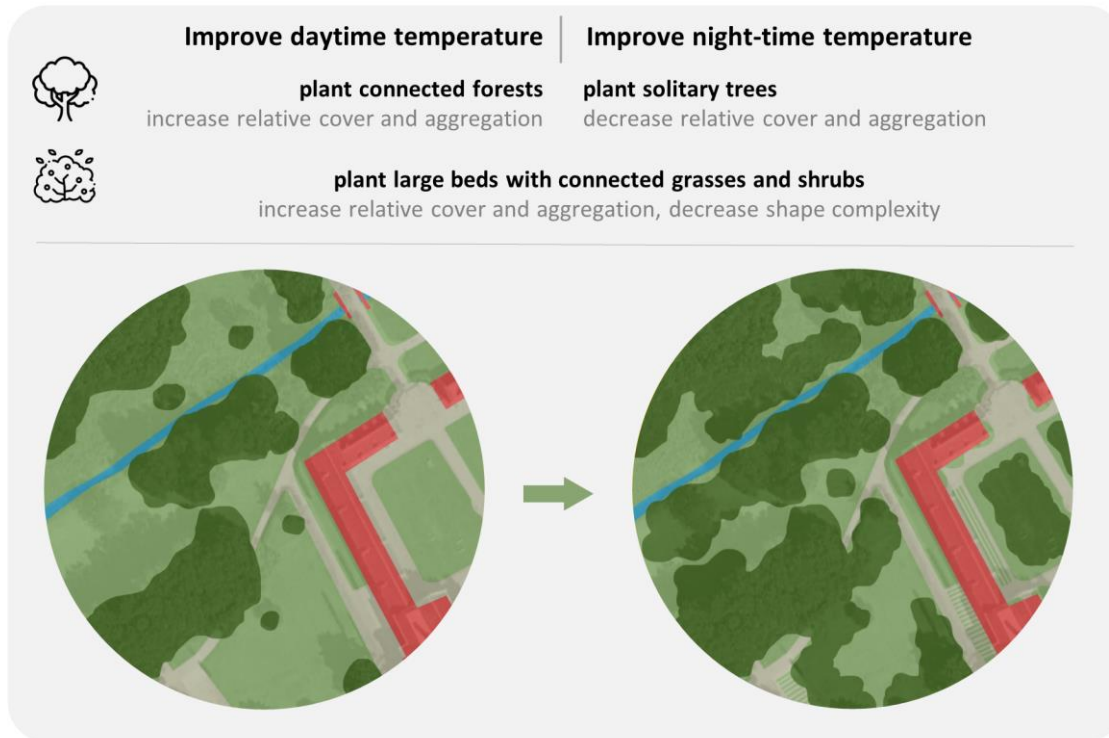 Improve daytime temperature
Improve night-time temperature
plant connected forests
increase relative cover and aggregation
plant solitary trees
decrease relative cover and aggregation
plant large beds with connected grasses and shrubs
increase relative cover and aggregation, decrease shape complexity